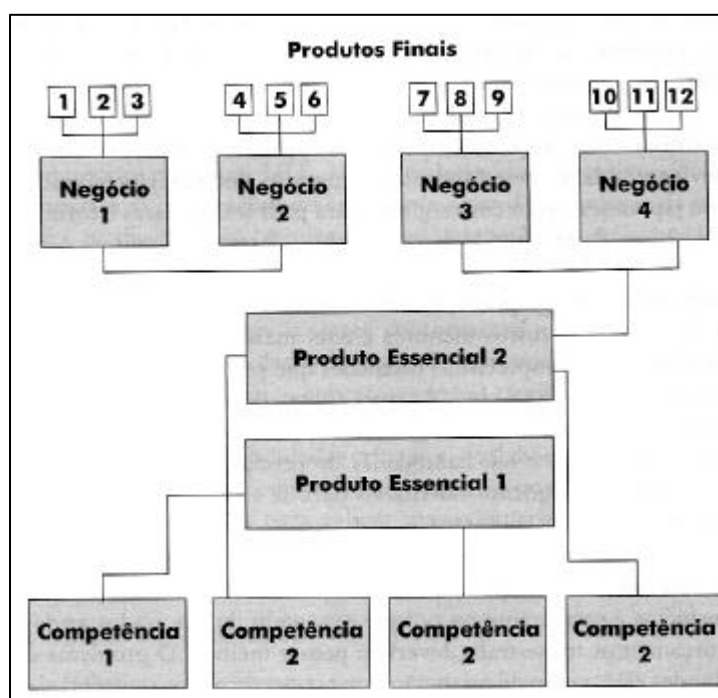 Produtos Finais
1 2 3 4 5 6 7 8 9 10 11 12
Negócio
1
Negócio
2
Negócio
3
Negócio
4
Produto Essencial 2
Produto Essencial 1
Competência
1
Competência
2
Competência
2
Competência
2